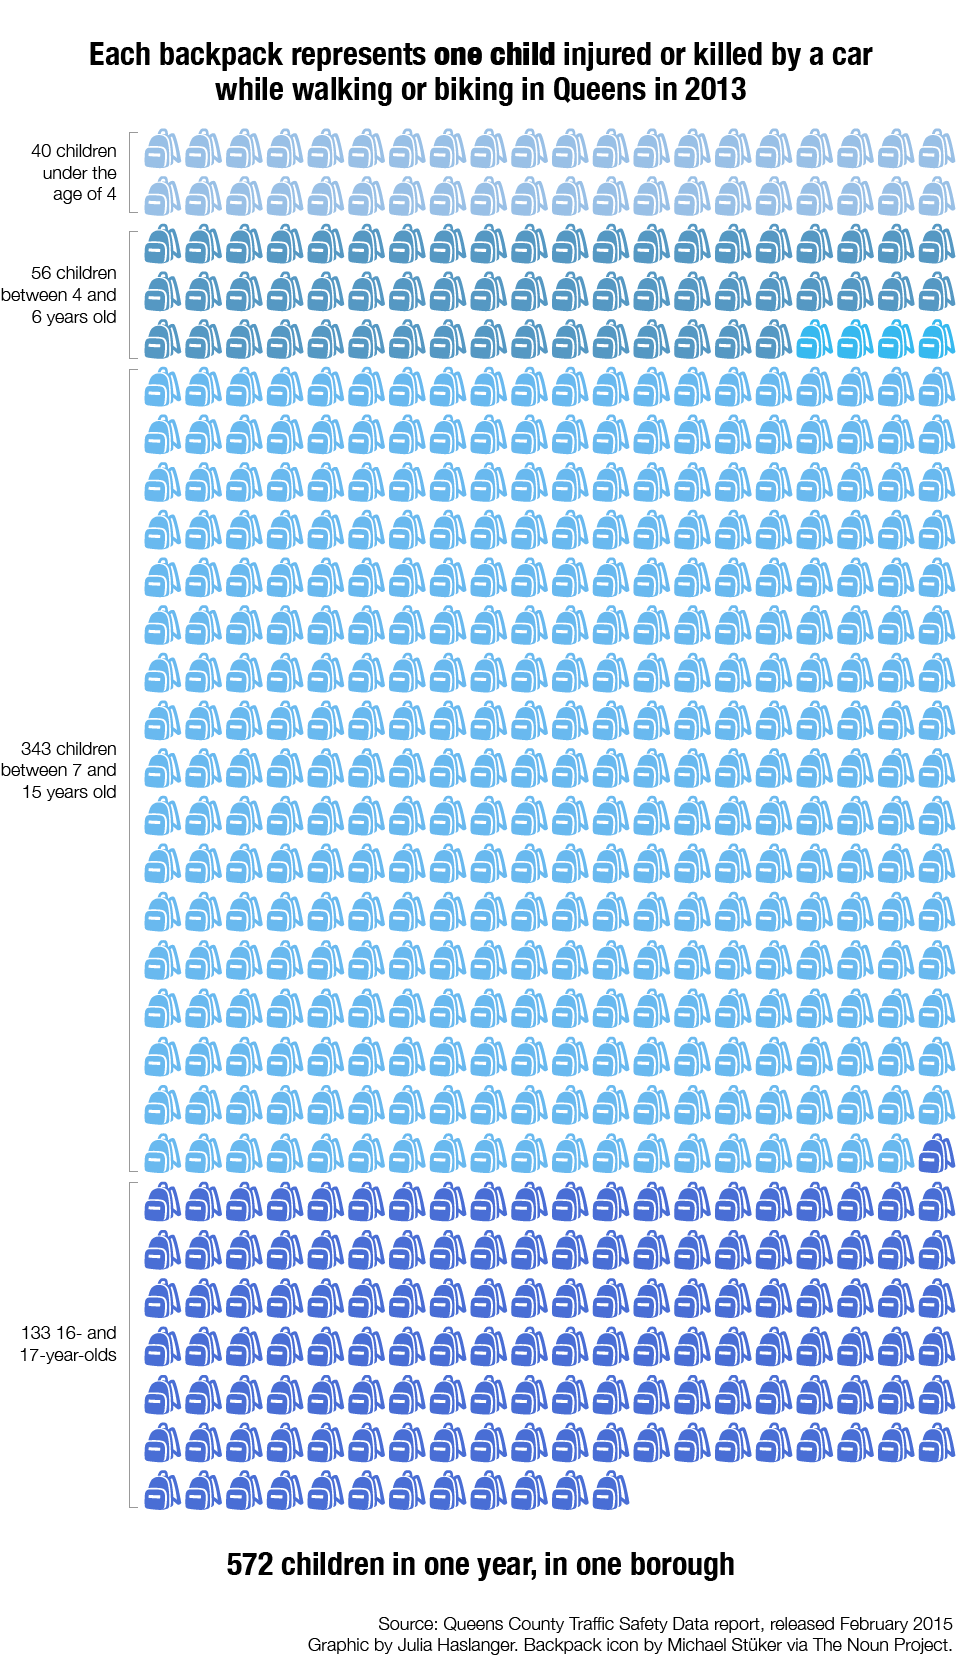 Each backpack represents one child injured or killed by a car
while walking or biking in Queens in 2013
40 children
under the
age of 4
56 children
between 4 and
6 years old
343 children
between 7 and
15 years old
133 16- and
17-year-olds
572 children in one year, in one borough
Source: Queens County Traffic Safety Data report, released February 2015
Graphic by Julia Haslanger. Backpack icon by Michael Stüker via The Noun Project.